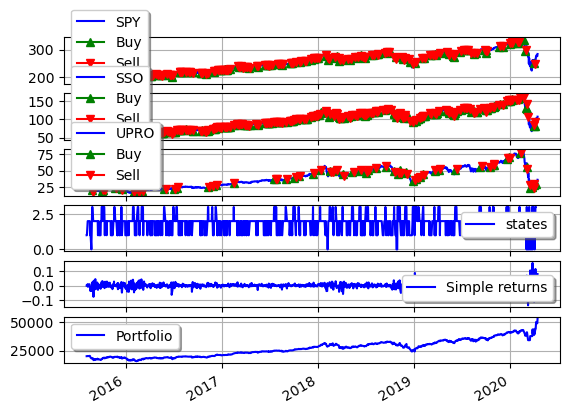 SPY
Buy
Sell
300
200
SSO
Buy
Sell
150
100
50
UPRO
Buy
Sell
75
50
25
2.5
0.0
states
0.1
0.0
−0.1
Simple returns
50000
25000
Portfolio
2016 2017 2018 2019 2020